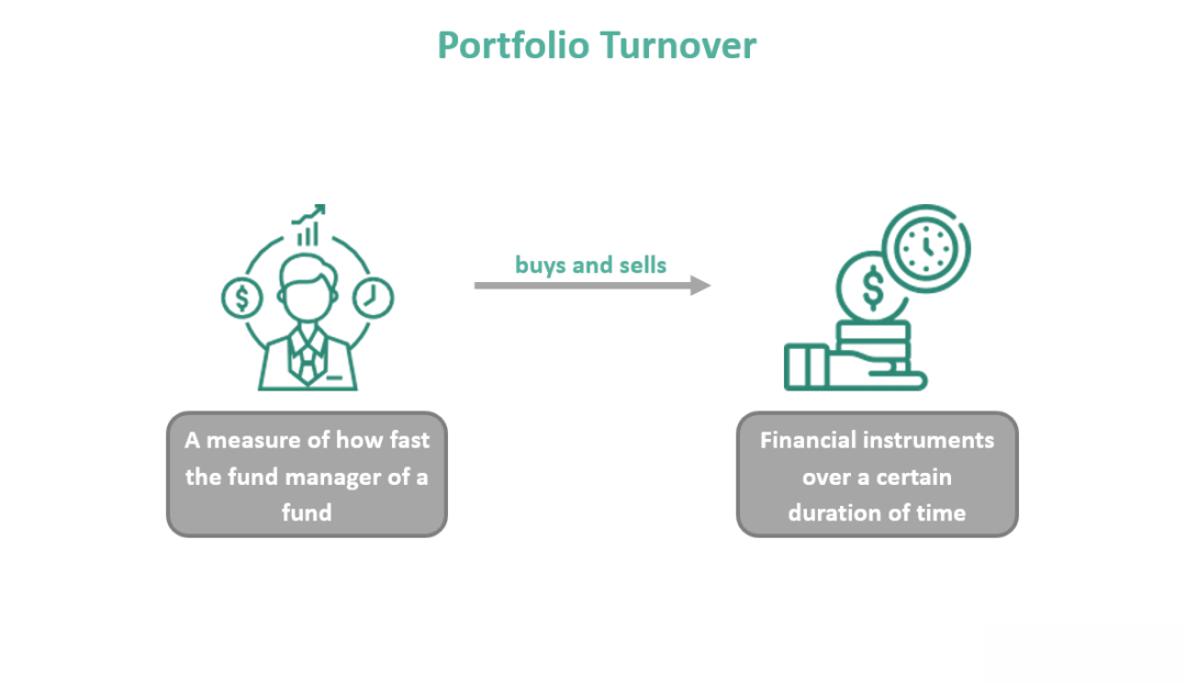 Portfolio Turnover
buys and sells
A measure of how fast
the fund manager of a
fund
Financial instruments
over a certain
duration of time